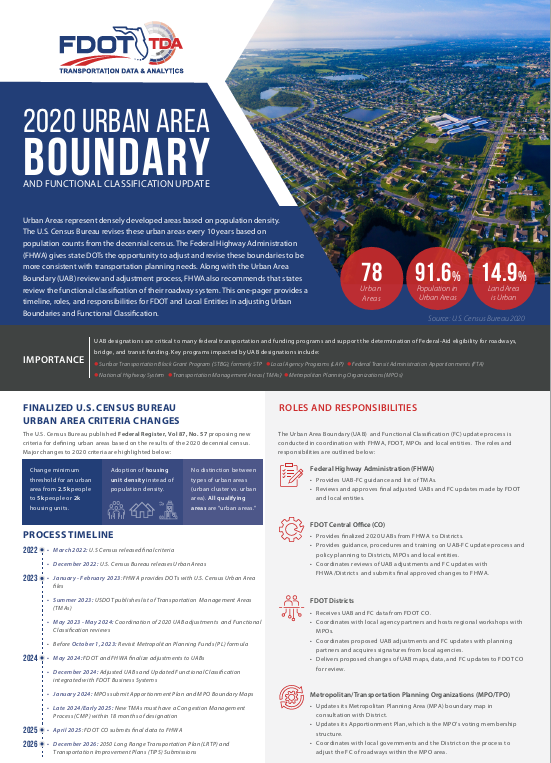 FDOT TDA
TRANSPORTATION DATA & ANALYTICS
2020 URBAN AREA
BOUNDARY
AND FUNCTIONAL CLASSIFICATION UPDATE
Urban Areas represent densely developed areas based on population density.
The U.S. Census Bureau revises these urban areas every 10 years based on
population counts from the decennial census. The Federal Highway Administration
(FHWA) gives state DOTs the opportunity to adjust and revise these boundaries to be
more consistent with transportation planning needs. Along with the Urban Area
Boundary (UAB) review and adjustment process, FHWA also recommends that states
review the functional classification of their roadway system. This one-pager provides a
timeline, roles, and responsibilities for FDOT and Local Entities in adjusting Urban
Boundaries and Functional Classification.
78
Urban
Areas
91.6%
Population in
Urban Areas
14.9%
Land Area
is Urban
Source: U.S. Census Bureau 2020
IMPORTANCE
UAB designations are critical to many federal transportation and funding programs and support the determination of Federal-Aid eligibility for roadways,
bridge, and transit funding. Key programs impacted by UAB designations include:
Surface Transportation Block Grant Program (STBG) formerly STP Local Agency Programs (LAP) Federal Transit Administration Apportionments (FTA)
National Highway System Transportation Management Areas (TMAs) Metropolitan Planning Organizations (MPOs)
FINALIZED U.S. CENSUS BUREAU
URBAN AREA CRITERIA CHANGES
The U.S. Census Bureau published Federal Register, Vol 87, No. 57 proposing new
criteria for defining urban areas based on the results of the 2020 decennial census.
Major changes to 2020 criteria are highlighted below:
Change minimum
threshold for an urban
area from 2.5k people
to 5k people or 2k
housing units.
Adoption of housing
unit density instead of
population density.
No distinction between
types of urban areas
(urban cluster vs. urban
area). All qualifying
areas are "urban areas."
PROCESS TIMELINE
2022
• March 2022: U.S Census released final criteria
• December 2022: U.S. Census Bureau releases Urban Areas
2023
• January - February 2023: FHWA provides DOTs with U.S. Census Urban Area
files
• Summer 2023: USDOT publishes list of Transportation Management Areas
(TMAs)
• May 2023 - May 2024: Coordination of 2020 UAB adjustments and Functional
Classification reviews
• Before October 1, 2023: Revisit Metropolitan Planning Funds (PL) formula
2024
• May 2024: FDOT and FHWA finalize adjustments to UABs
• December 2024: Adjusted UABs and Updated Functional Classification
integrated with FDOT Business Systems
• January 2024: MPOs submit Apportionment Plan and MPO Boundary Maps
• Late 2024/Early 2025: New TMAs must have a Congestion Management
Process (CMP) within 18 months of designation
2025
• April 2025: FDOT CO submits final data to FHWA
2026
• December 2026: 2050 Long Range Transportation Plan (LRTP) and
Transportation Improvement Plans (TIPS) Submissions
ROLES AND RESPONSIBILITIES
The Urban Area Boundary (UAB) and Functional Classification (FC) update process is
conducted in coordination with FHWA, FDOT, MPOs and local entities. The roles and
responsibilities are outlined below:
Federal Highway Administration (FHWA)
• Provides UAB-FC guidance and list of TMAs.
• Reviews and approves final adjusted UABs and FC updates made by FDOT
and local entities.
FDOT Central Office (CO)
• Provides finalized 2020 UABs from FHWA to Districts.
• Provides guidance, procedures and training on UAB-FC update process and
policy planning to Districts, MPOs and local entities.
• Coordinates reviews of UAB adjustments and FC updates with
FHWA/Districts and submits final approved changes to FHWA.
FDOT Districts
• Receives UAB and FC data from FDOT CO.
• Coordinates with local agency partners and hosts regional workshops with
MPOs.
• Coordinates proposed UAB adjustments and FC updates with planning
partners and acquires signatures from local agencies.
• Delivers proposed changes of UAB maps, data, and FC updates to FDOT CO
for review.
Metropolitan/Transportation Planning Organizations (MPO/TPO)
• Updates its Metropolitan Planning Area (MPA) boundary map in
consultation with District.
• Updates its Apportionment Plan, which is the MPO's voting membership
structure.
• Coordinates with local governments and the District on the process to
adjust the FC of roadways within the MPO area.